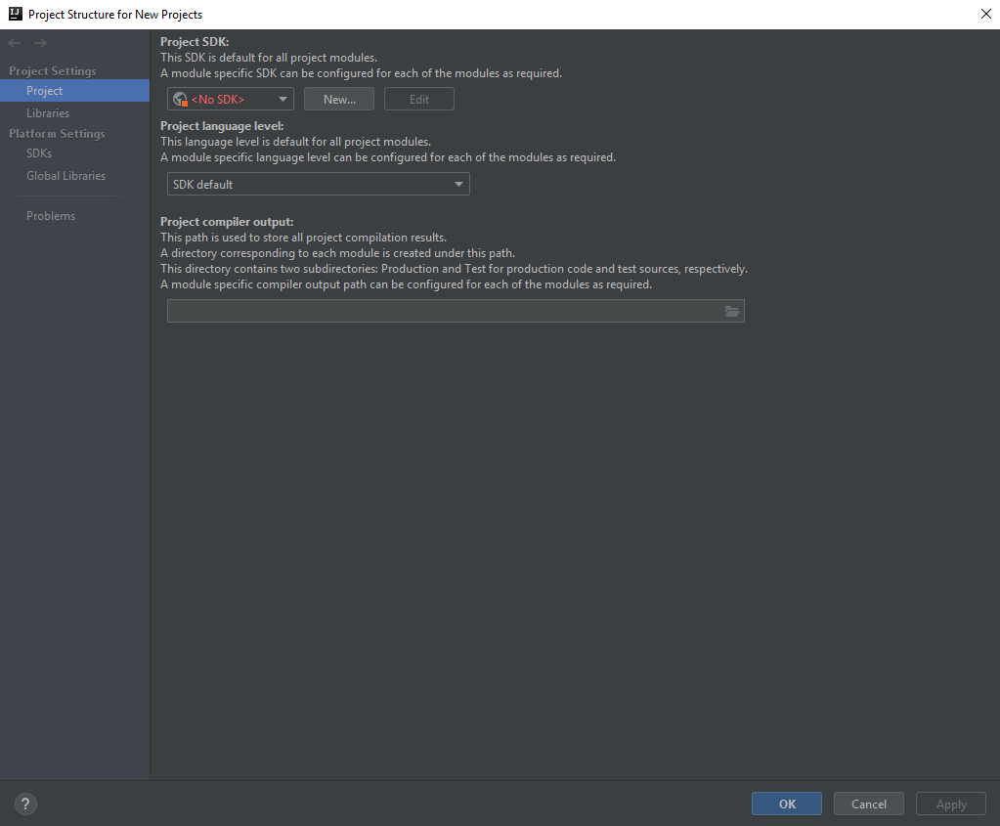 IJ
Project Structure for New Projects
Project Settings
Project
Libraries
Platform Settings
SDKs
Global Libraries
Problems
Project SDK:
This SDK is default for all project modules.
A module specific SDK can be configured for each of the modules as required.
<No SDK> New... Edit
Project language level:
This language level is default for all project modules.
A module specific language level can be configured for each of the modules as required.
SDK default
Project compiler output:
This path is used to store all project compilation results.
A directory corresponding to each module is created under this path.
This directory contains two subdirectories: Production and Test for production code and test sources, respectively.
A module specific compiler output path can be configured for each of the modules as required.
? OK Cancel Apply